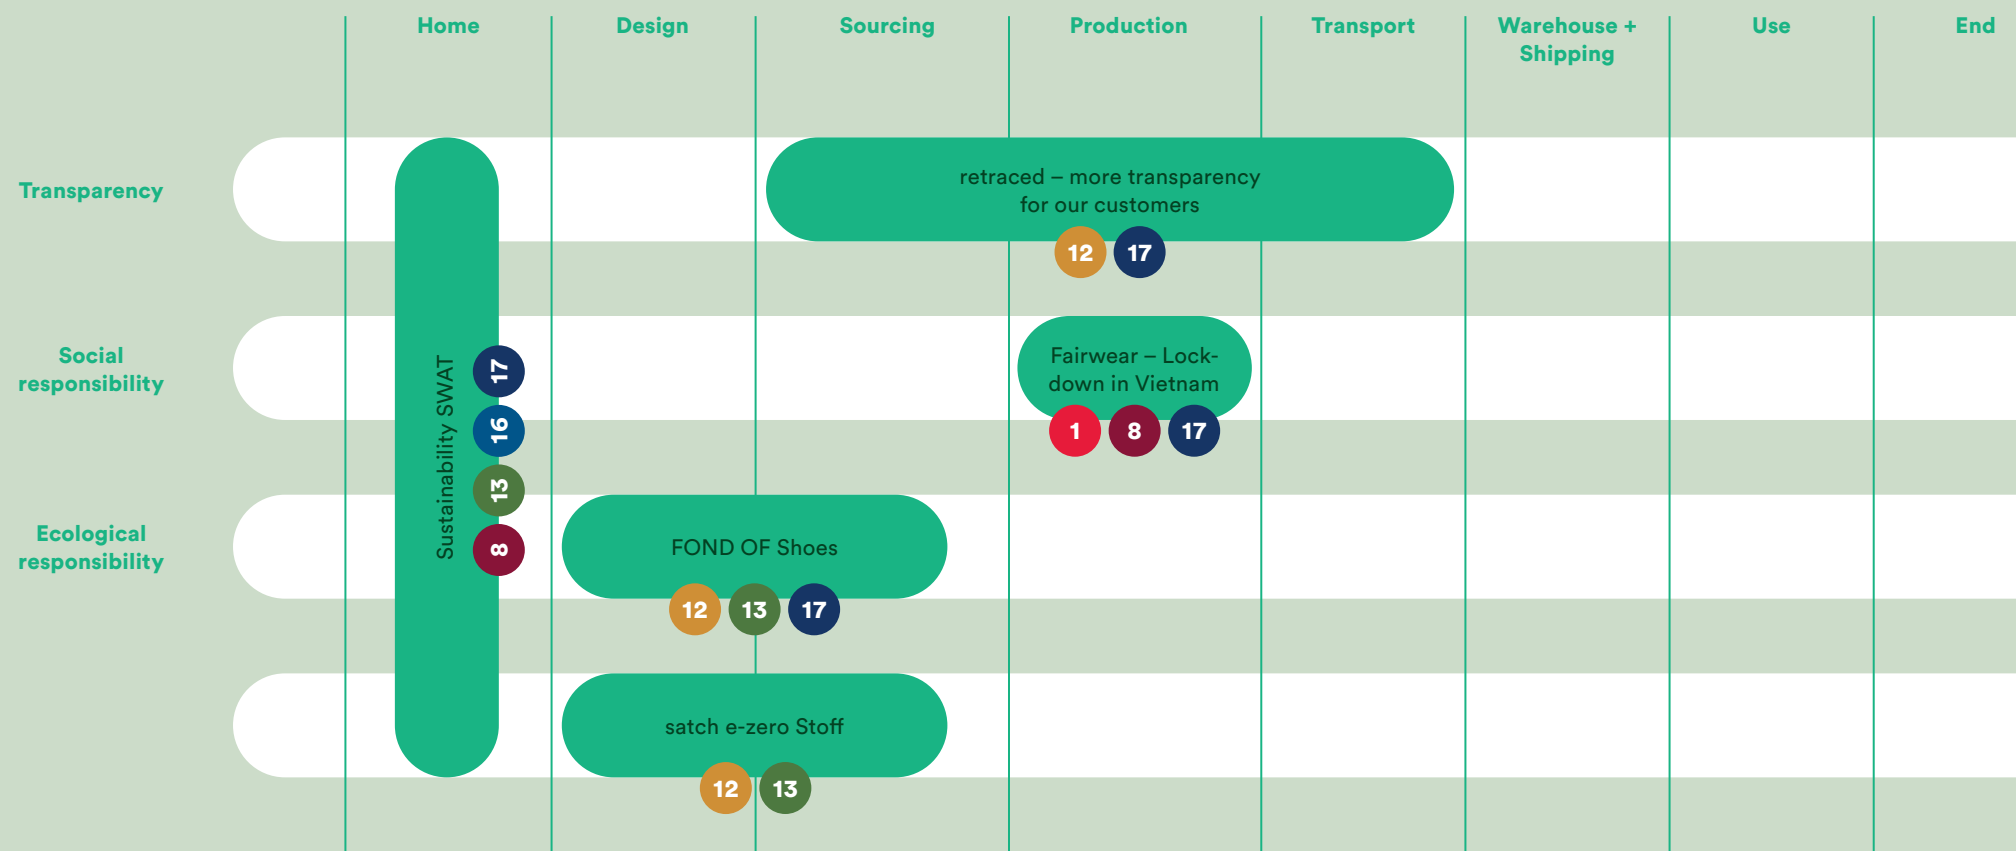 Home
Design
Sourcing
Production
Transport
Warehouse +
Shipping
Use
End
Transparency
retraced – more transparency
for our customers
12
17
Social
responsibility
Fairwear – Lock-
down in Vietnam
1
8
17
Sustainability SWAT
17
16
13
8
Ecological
responsibility
FOND OF Shoes
12
13
17
satch e-zero Stoff
12
13